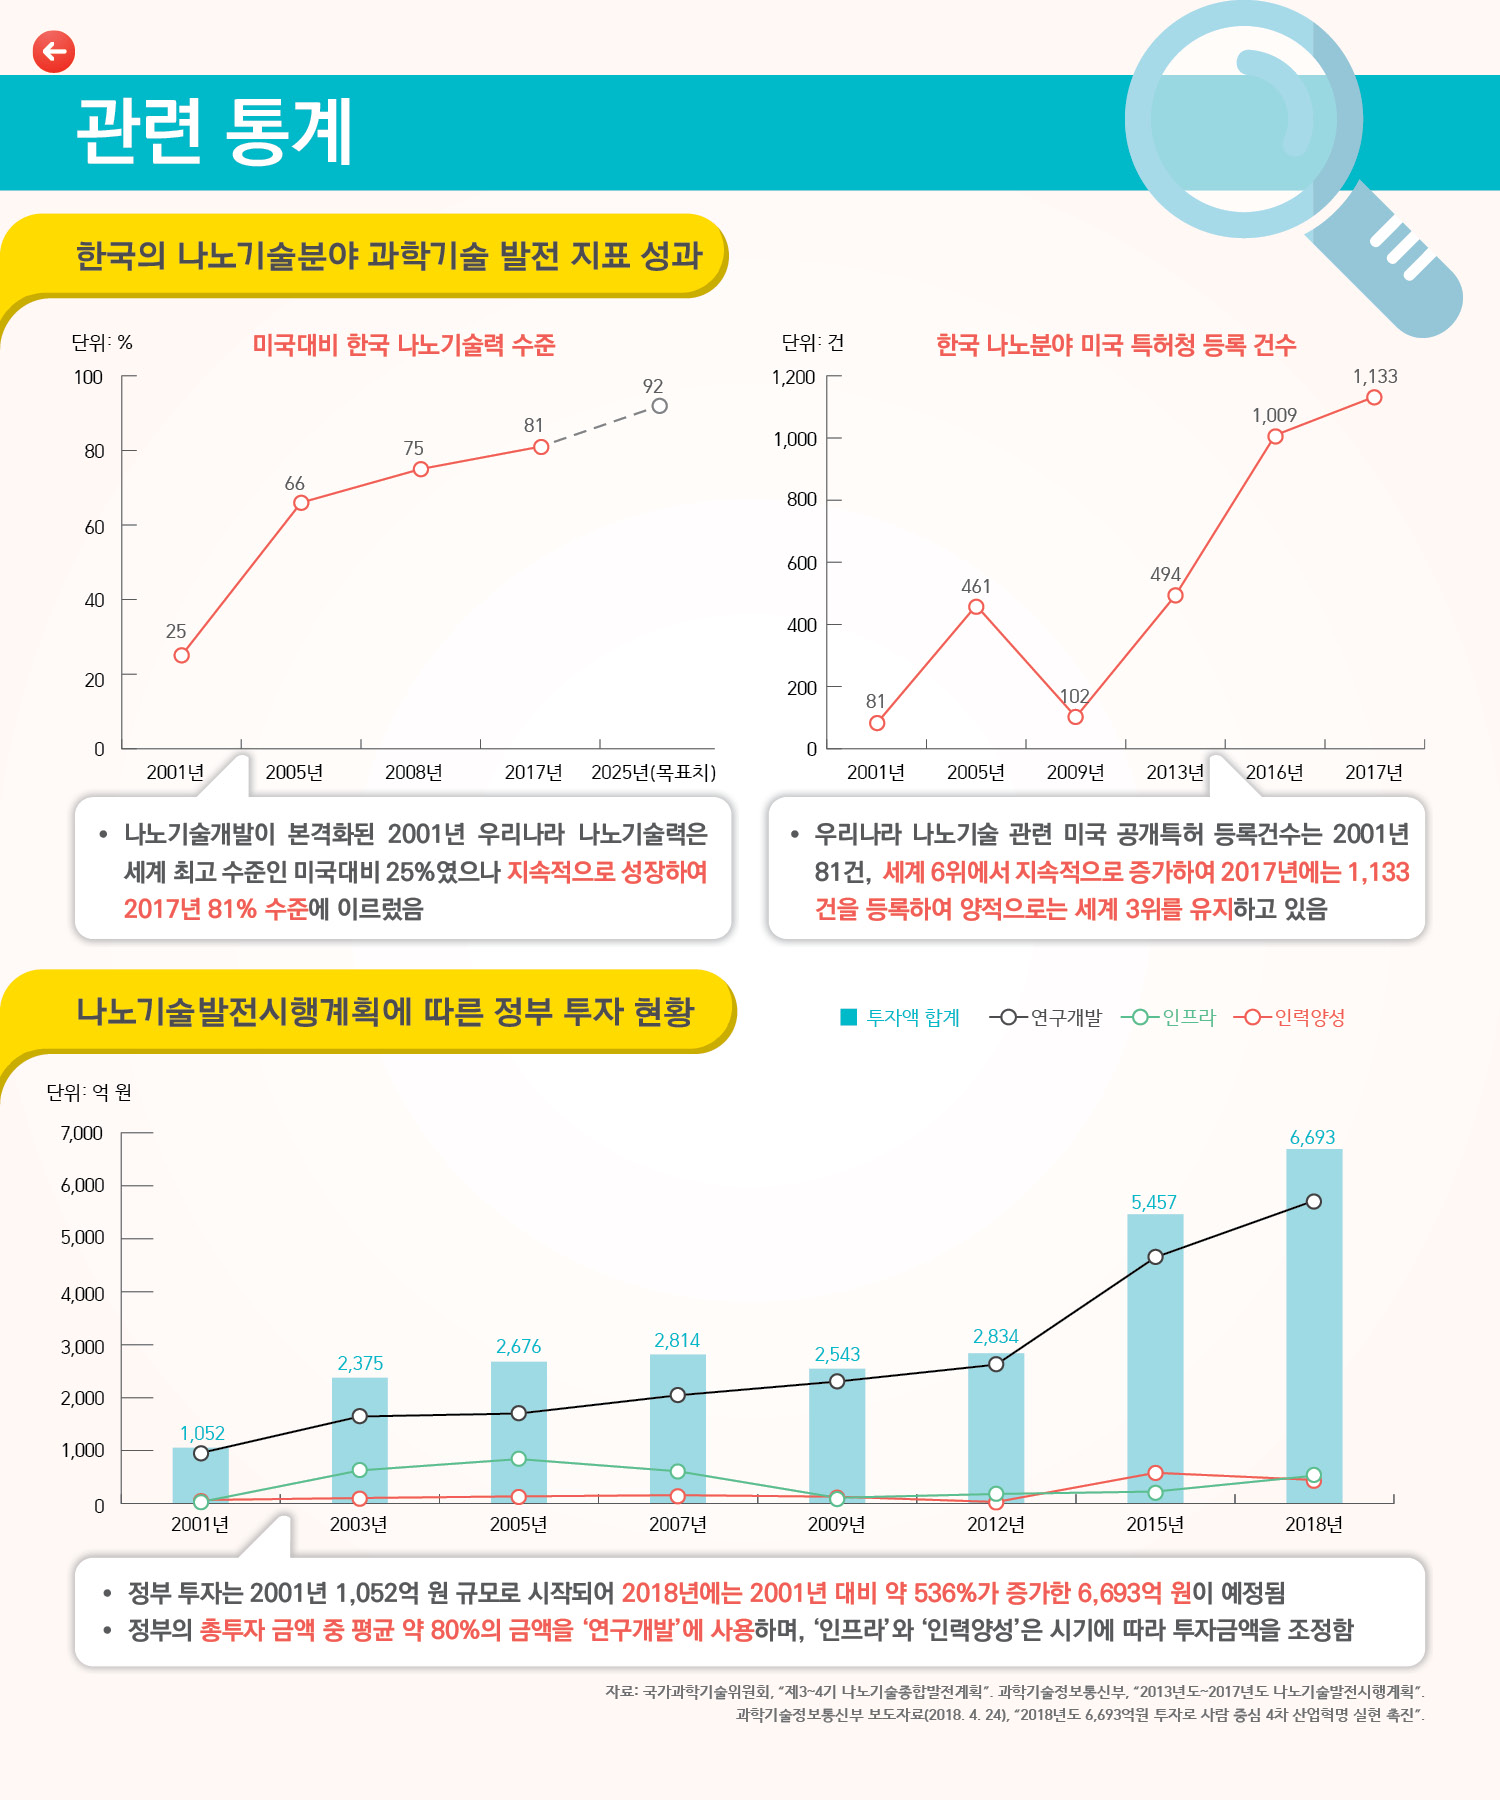 관련 통계
한국의 나노기술분야 과학기술 발전 지표 성과
단위: %
미국대비 한국 나노기술력 수준
100
80
60
40
20
0
25
66
75
81
92
2001년 2005년 2008년 2017년 2025년(목표치)
• 나노기술개발이 본격화된 2001년 우리나라 나노기술력은
세계 최고 수준인 미국대비 25%였으나 지속적으로 성장하여
2017년 81% 수준에 이르렀음
단위: 건
한국 나노분야 미국 특허청 등록 건수
1,200
1,000
800
600
400
200
0
81
461
102
494
1,009
1,133
2001년 2005년 2009년 2013년 2016년 2017년
• 우리나라 나노기술 관련 미국 공개특허 등록건수는 2001년
81건, 세계 6위에서 지속적으로 증가하여 2017년에는 1,133
건을 등록하여 양적으로는 세계 3위를 유지하고 있음
나노기술발전시행계획에 따른 정부 투자 현황
투자액 합계 연구개발 인프라 인력양성
단위: 억 원
7,000
6,000
5,000
4,000
3,000
2,000
1,000
0
1,052
2,375
2,676
2,814
2,543
2,834
5,457
6,693
2001년 2003년 2005년 2007년 2009년 2012년 2015년 2018년
• 정부 투자는 2001년 1,052억 원 규모로 시작되어 2018년에는 2001년 대비 약 536%가 증가한 6,693억 원이 예정됨
• 정부의 총투자 금액 중 평균 약 80%의 금액을 ‘연구개발’에 사용하며, ‘인프라’와 ‘인력양성’은 시기에 따라 투자금액을 조정함
자료: 국가과학기술위원회, “제3~4기 나노기술종합발전계획”. 과학기술정보통신부, “2013년도~2017년도 나노기술발전시행계획”.
과학기술정보통신부 보도자료(2018. 4. 24), “2018년도 6,693억원 투자로 사람 중심 4차 산업혁명 실현 촉진”.